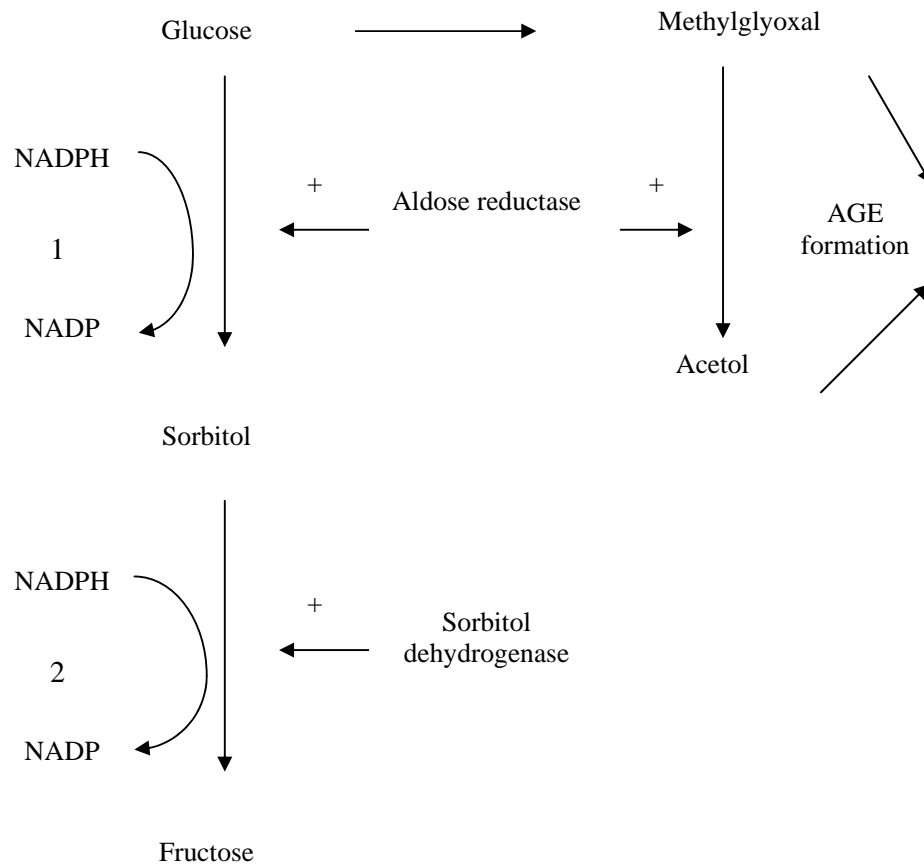 Glucose
Methylglyoxal
NADPH
+
+
Aldose reductase
AGE
formation
1
NADP
Acetol
Sorbitol
NADPH
+
Sorbitol
dehydrogenase
2
NADP
Fructose